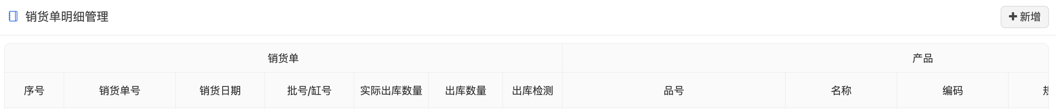 销货单明细管理
新增
销货单 产品
序号 销货单号 销货日期 批号/缸号 实际出库数量 出库数量 出库检测 品号 名称 编码